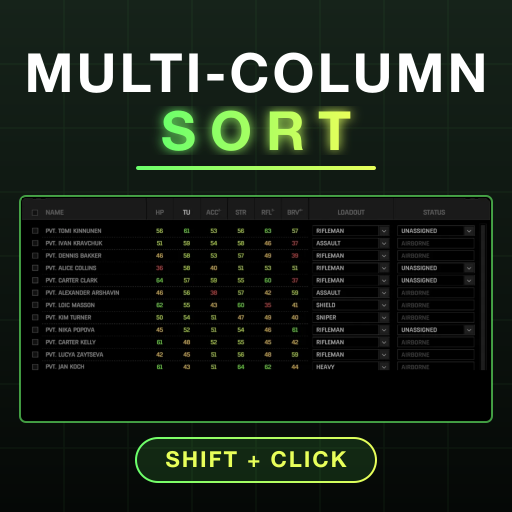 MULTI-COLUMN
SORT
NAME HP TU ACC STR RFL BRV LOADOUT STATUS
PVT. TOMI KINNUNEN 56 61 53 56 63 57 RIFLEMAN UNASSIGNED
PVT. IVAN KRAVCHUK 51 59 54 58 46 37 ASSAULT AIRBORNE
PVT. DENNIS BAKKER 46 58 53 57 49 39 RIFLEMAN AIRBORNE
PVT. ALICE COLLINS 36 58 40 51 53 51 RIFLEMAN UNASSIGNED
PVT. CARTER CLARK 64 57 59 55 60 37 RIFLEMAN UNASSIGNED
PVT. ALEXANDER ARSHAVIN 46 56 38 57 42 59 ASSAULT AIRBORNE
PVT. LOIC MASSON 62 55 43 60 35 41 SHIELD AIRBORNE
PVT. KIM TURNER 50 54 51 47 49 40 SNIPER AIRBORNE
PVT. NIKA POPOVA 45 52 51 54 46 61 RIFLEMAN UNASSIGNED
PVT. CARTER KELLY 61 48 52 55 45 42 RIFLEMAN AIRBORNE
PVT. LUCYA ZAYTSEVA 42 45 51 56 48 59 RIFLEMAN AIRBORNE
PVT. JAN KOCH 61 43 51 64 62 44 HEAVY AIRBORNE
SHIFT + CLICK